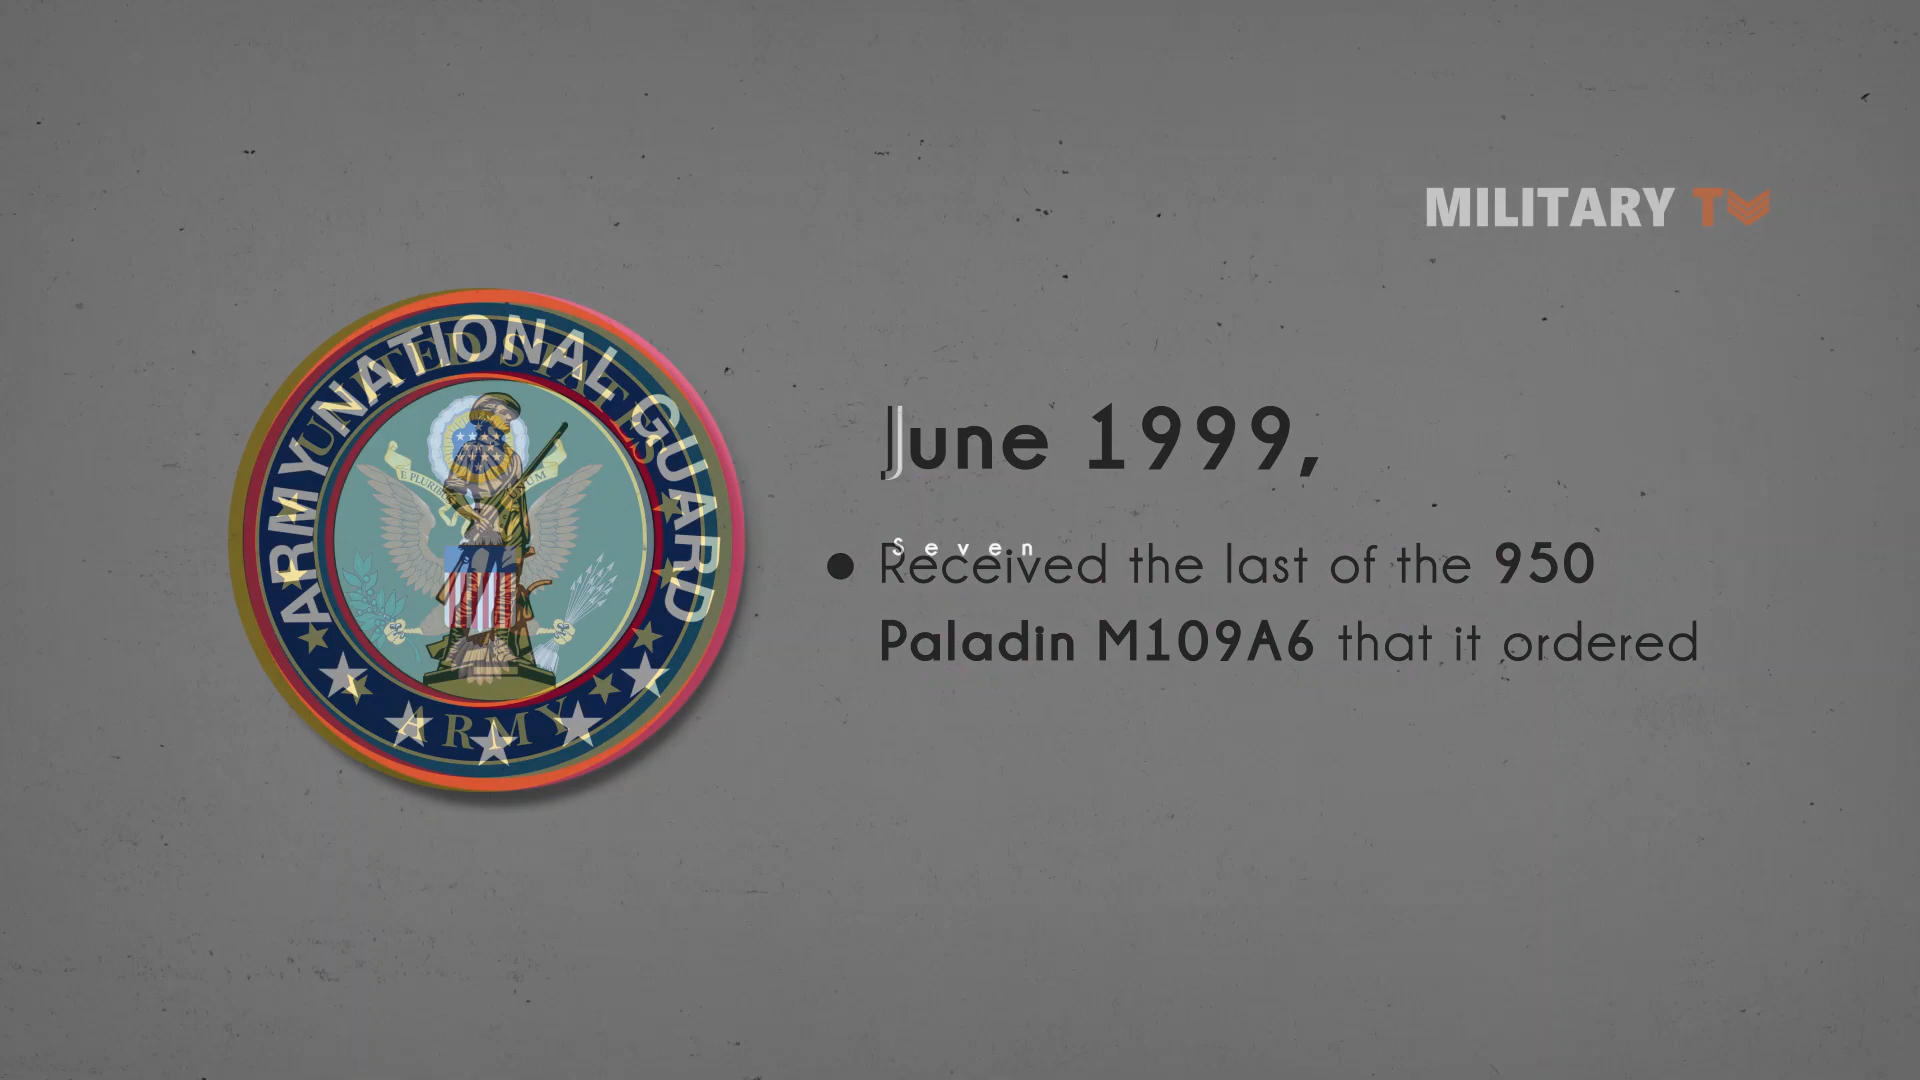 MILITARY TV
ARMY NATIONAL GUARD
UNITED STATES
E PLURIBUS UNUM
ARMY
June 1999,
Seven
● Received the last of the 950
Paladin M109A6 that it ordered